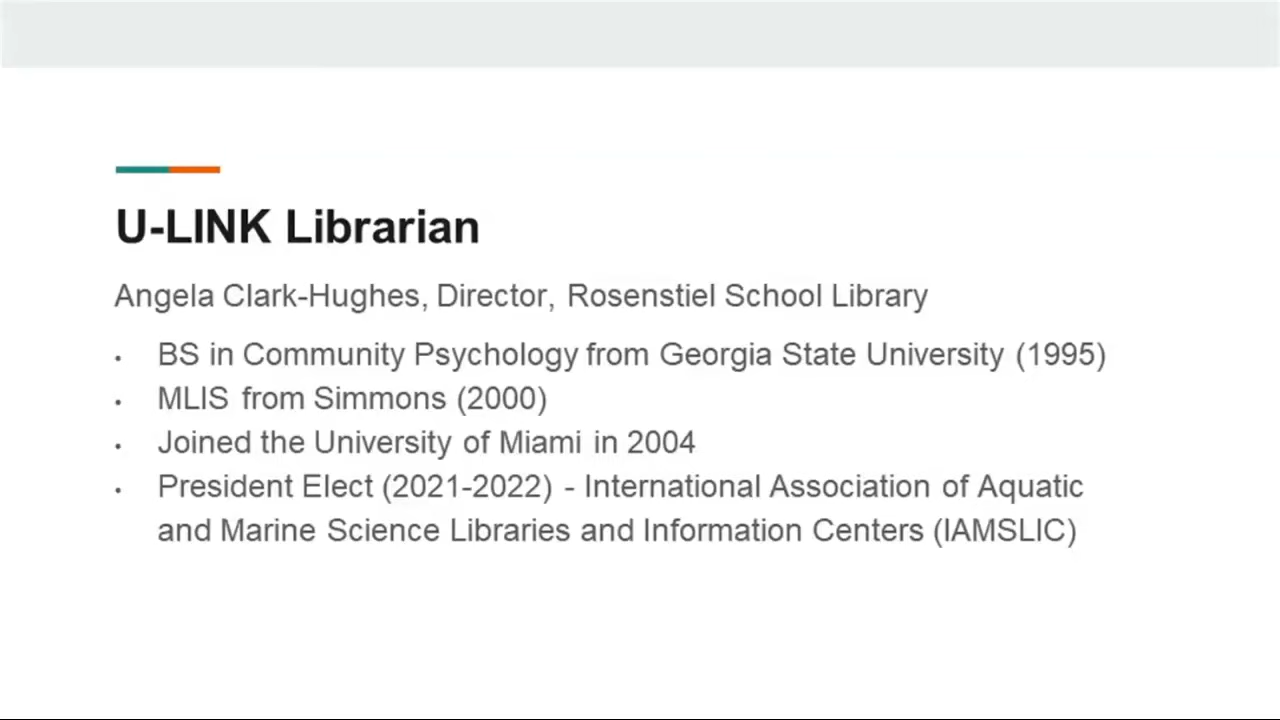 U-LINK Librarian
Angela Clark-Hughes, Director, Rosenstiel School Library
• BS in Community Psychology from Georgia State University (1995)
• MLIS from Simmons (2000)
• Joined the University of Miami in 2004
• President Elect (2021-2022) - International Association of Aquatic
and Marine Science Libraries and Information Centers (IAMSLIC)